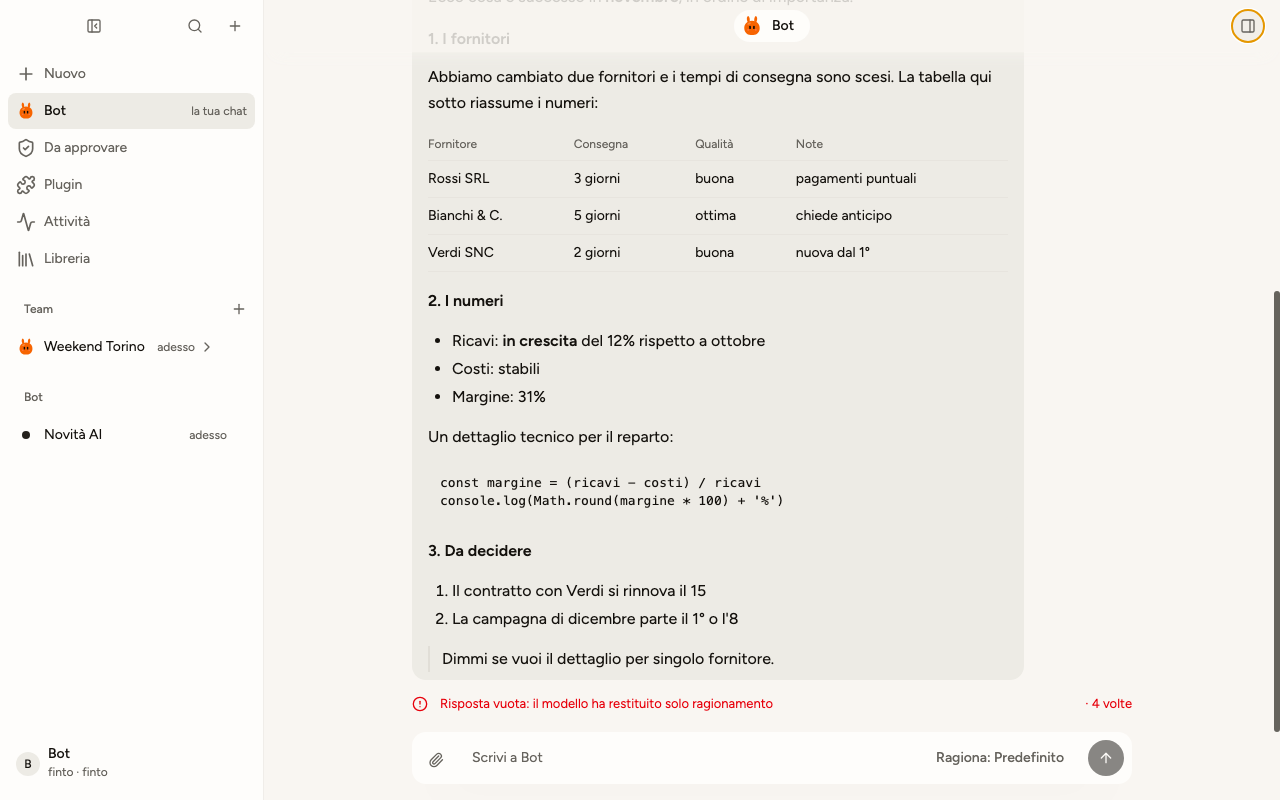 Nuovo
Bot la tua chat
Da approvare
Plugin
Attività
Libreria
Team
Weekend Torino adesso
Bot
Novità AI adesso
B Bot
finto · finto
Bot
1. I fornitori
Abbiamo cambiato due fornitori e i tempi di consegna sono scesi. La tabella qui
sotto riassume i numeri:
Fornitore Consegna Qualità Note
Rossi SRL 3 giorni buona pagamenti puntuali
Bianchi & C. 5 giorni ottima chiede anticipo
Verdi SNC 2 giorni buona nuova dal 1°
2. I numeri
• Ricavi: in crescita del 12% rispetto a ottobre
• Costi: stabili
• Margine: 31%
Un dettaglio tecnico per il reparto:
const margine = (ricavi − costi) / ricavi
console.log(Math.round(margine * 100) + '%')
3. Da decidere
1. Il contratto con Verdi si rinnova il 15
2. La campagna di dicembre parte il 1° o l'8
Dimmi se vuoi il dettaglio per singolo fornitore.
Risposta vuota: il modello ha restituito solo ragionamento · 4 volte
Scrivi a Bot Ragiona: Predefinito